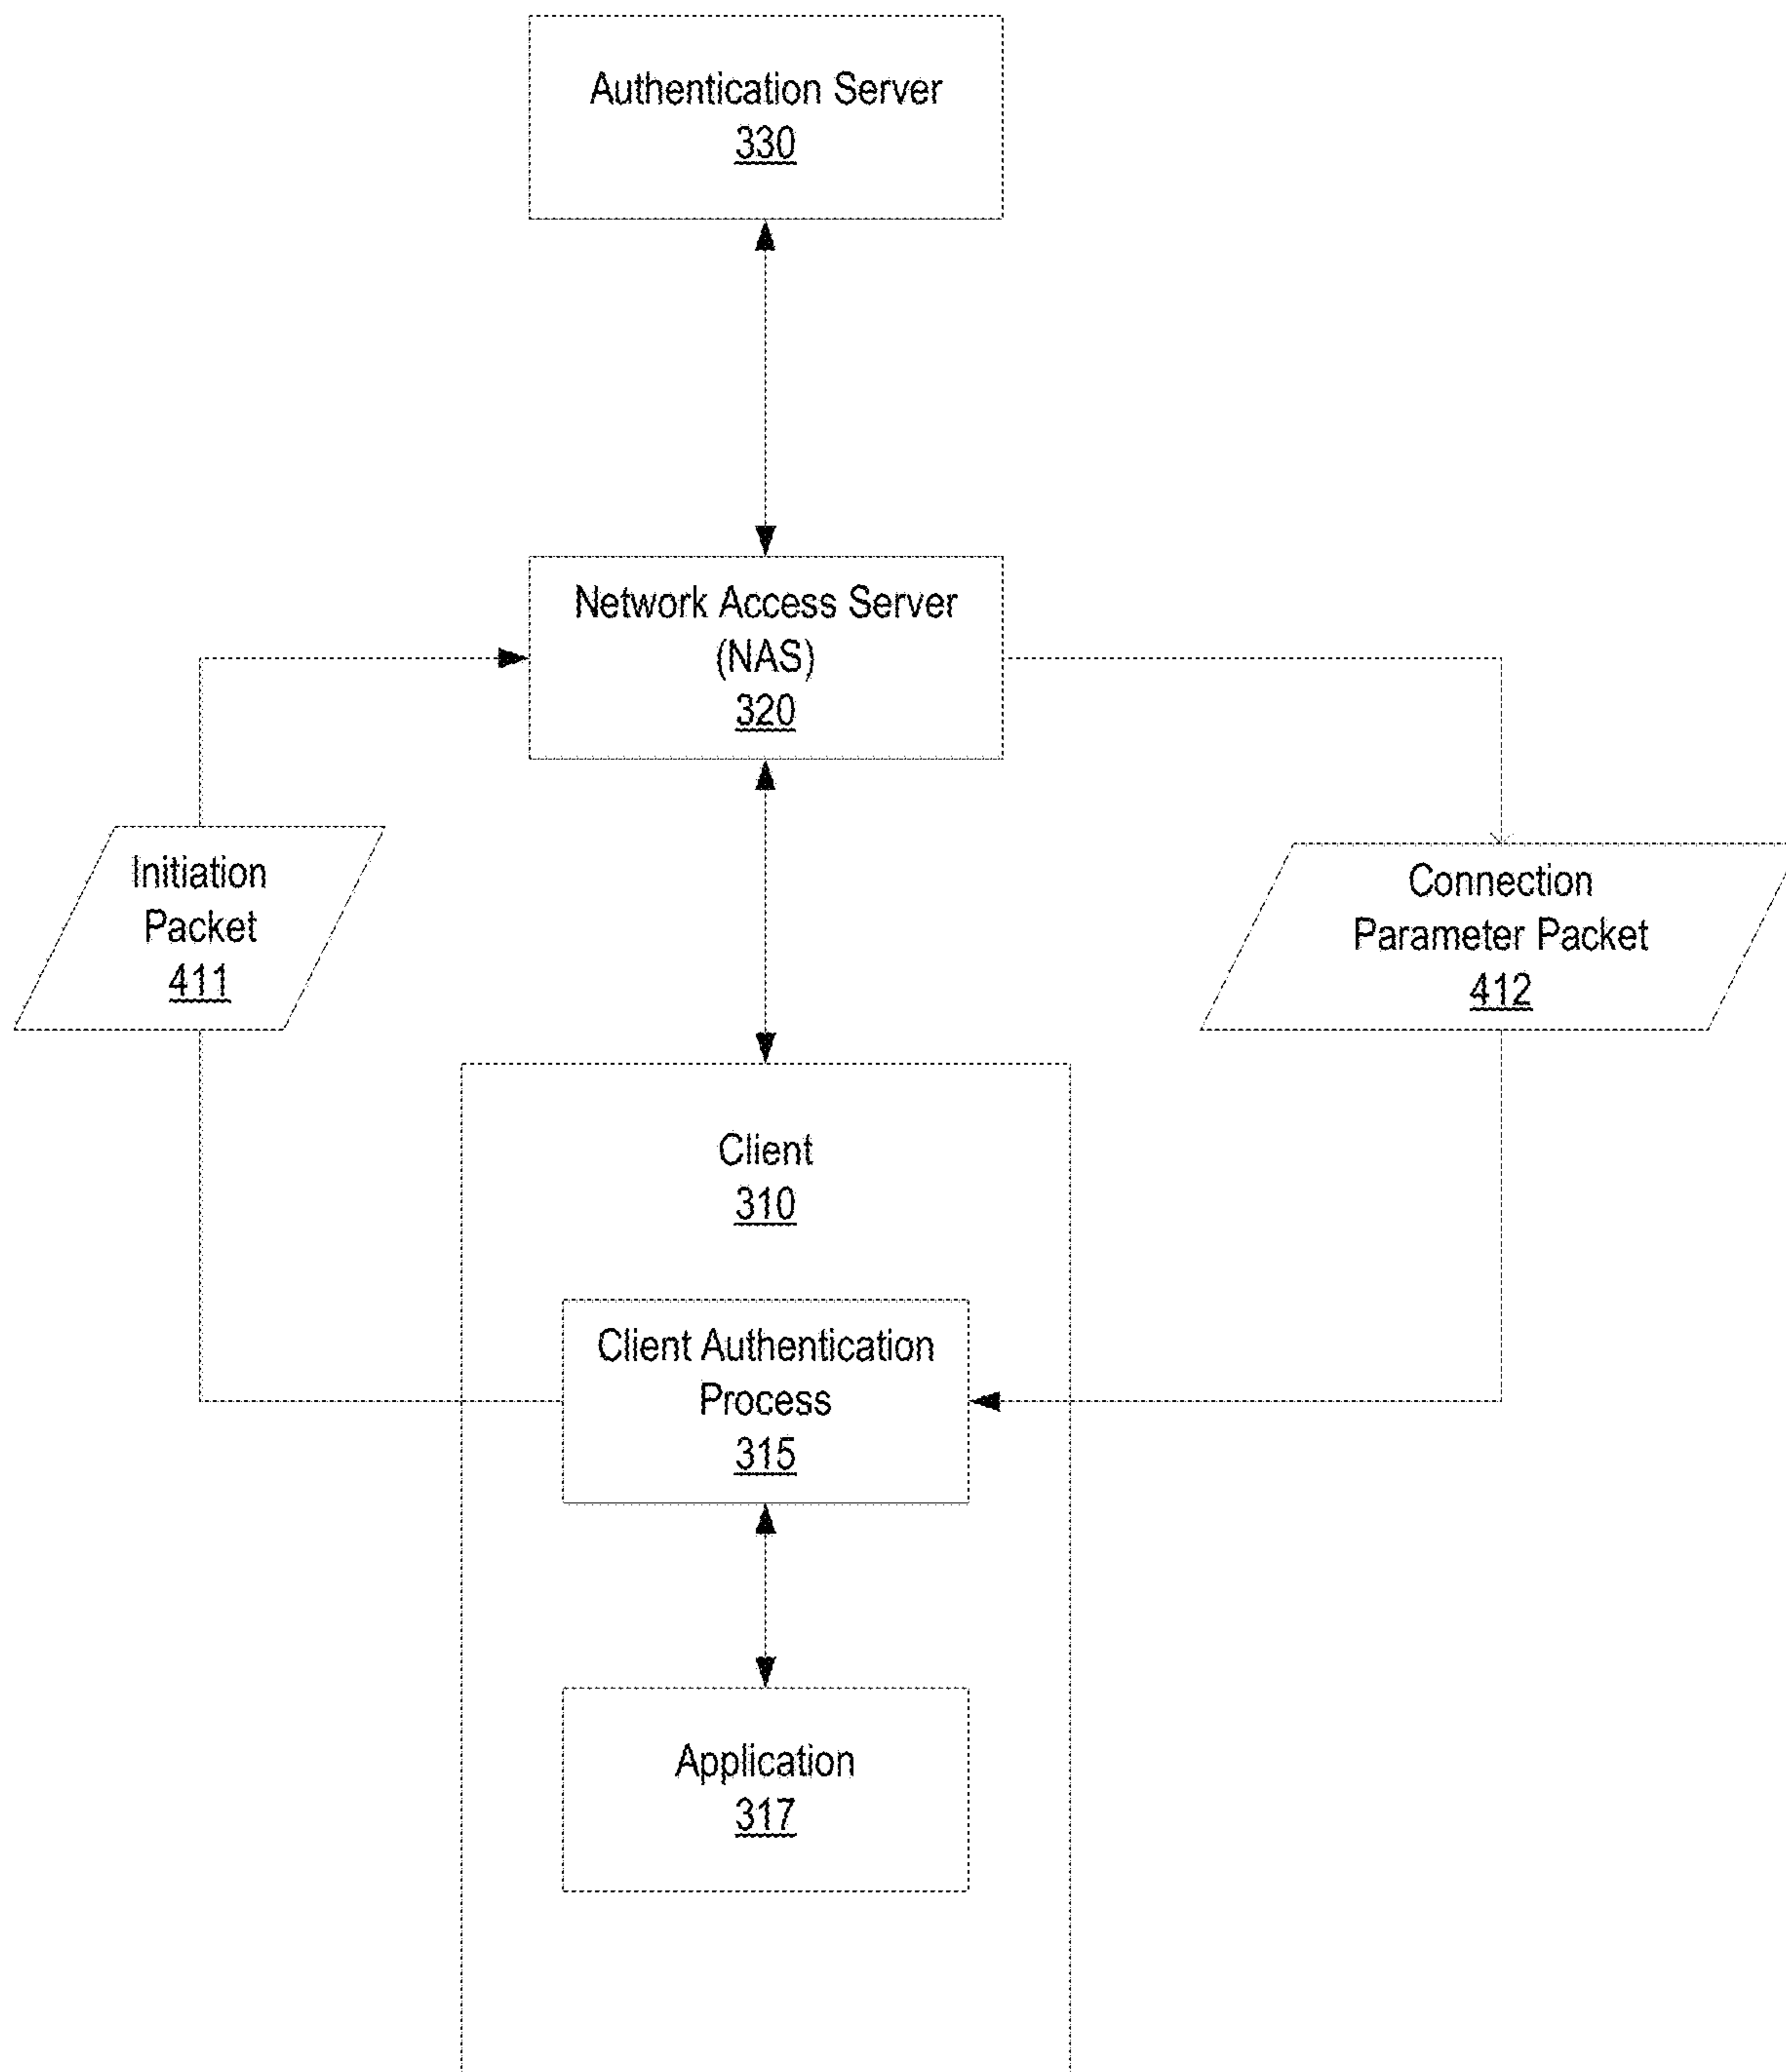 Authentication Server
330
Network Access Server
(NAS)
320
Initiation
Packet
411
Connection
Parameter Packet
412
Client
310
Client Authentication
Process
315
Application
317